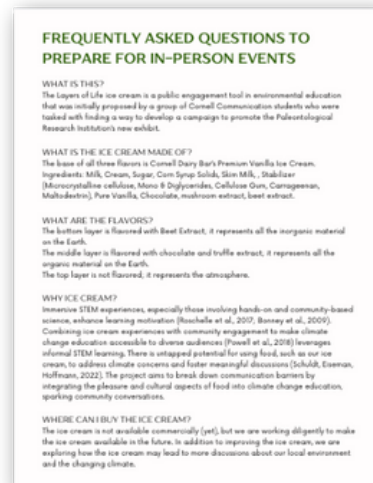 FREQUENTLY ASKED QUESTIONS TO
PREPARE FOR IN-PERSON EVENTS
WHAT IS THIS?
The Layers of Life ice cream is a public engagement tool in environmental education
that was initially proposed by a group of Cornell Communication students who were
tasked with finding a way to develop a campaign to promote the Paleontological
Research Institution's new exhibit.
WHAT IS THE ICE CREAM MADE OF?
The base of all three flavors is Cornell Dairy Bar's Premium Vanilla Ice Cream.
Ingredients: Milk, Cream, Sugar, Corn Syrup Solids, Skim Milk, , Stabilizer
(Microcrystalline cellulose, Mono & Diglycerides, Cellulose Gum, Carrageenan,
Maltodextrin), Pure Vanilla, Chocolate, mushroom extract, beet extract.
WHAT ARE THE FLAVORS?
The bottom layer is flavored with Beet Extract, it represents all the inorganic material
on the Earth.
The middle layer is flavored with chocolate and truffle extract, it represents all the
organic material on the Earth.
The top layer is not flavored, it represents the atmosphere.
WHY ICE CREAM?
Immersive STEM experiences, especially those involving hands-on and community-based
science, enhance learning motivation (Roschelle et al., 2017, Bonney et al., 2009).
Combining ice cream experiences with community engagement to make climate
change education accessible to diverse audiences (Powell et al., 2018) leverages
informal STEM learning. There is untapped potential for using food, such as our ice
cream, to address climate concerns and foster meaningful discussions (Schuldt, Eiseman,
Hoffmann, 2022). The project aims to break down communication barriers by
integrating the pleasure and cultural aspects of food into climate change education,
sparking community conversations.
WHERE CAN I BUY THE ICE CREAM?
The ice cream is not available commercially (yet), but we are working diligently to make
the ice cream available in the future. In addition to improving the ice cream, we are
exploring how the ice cream may lead to more discussions about our local environment
and the changing climate.